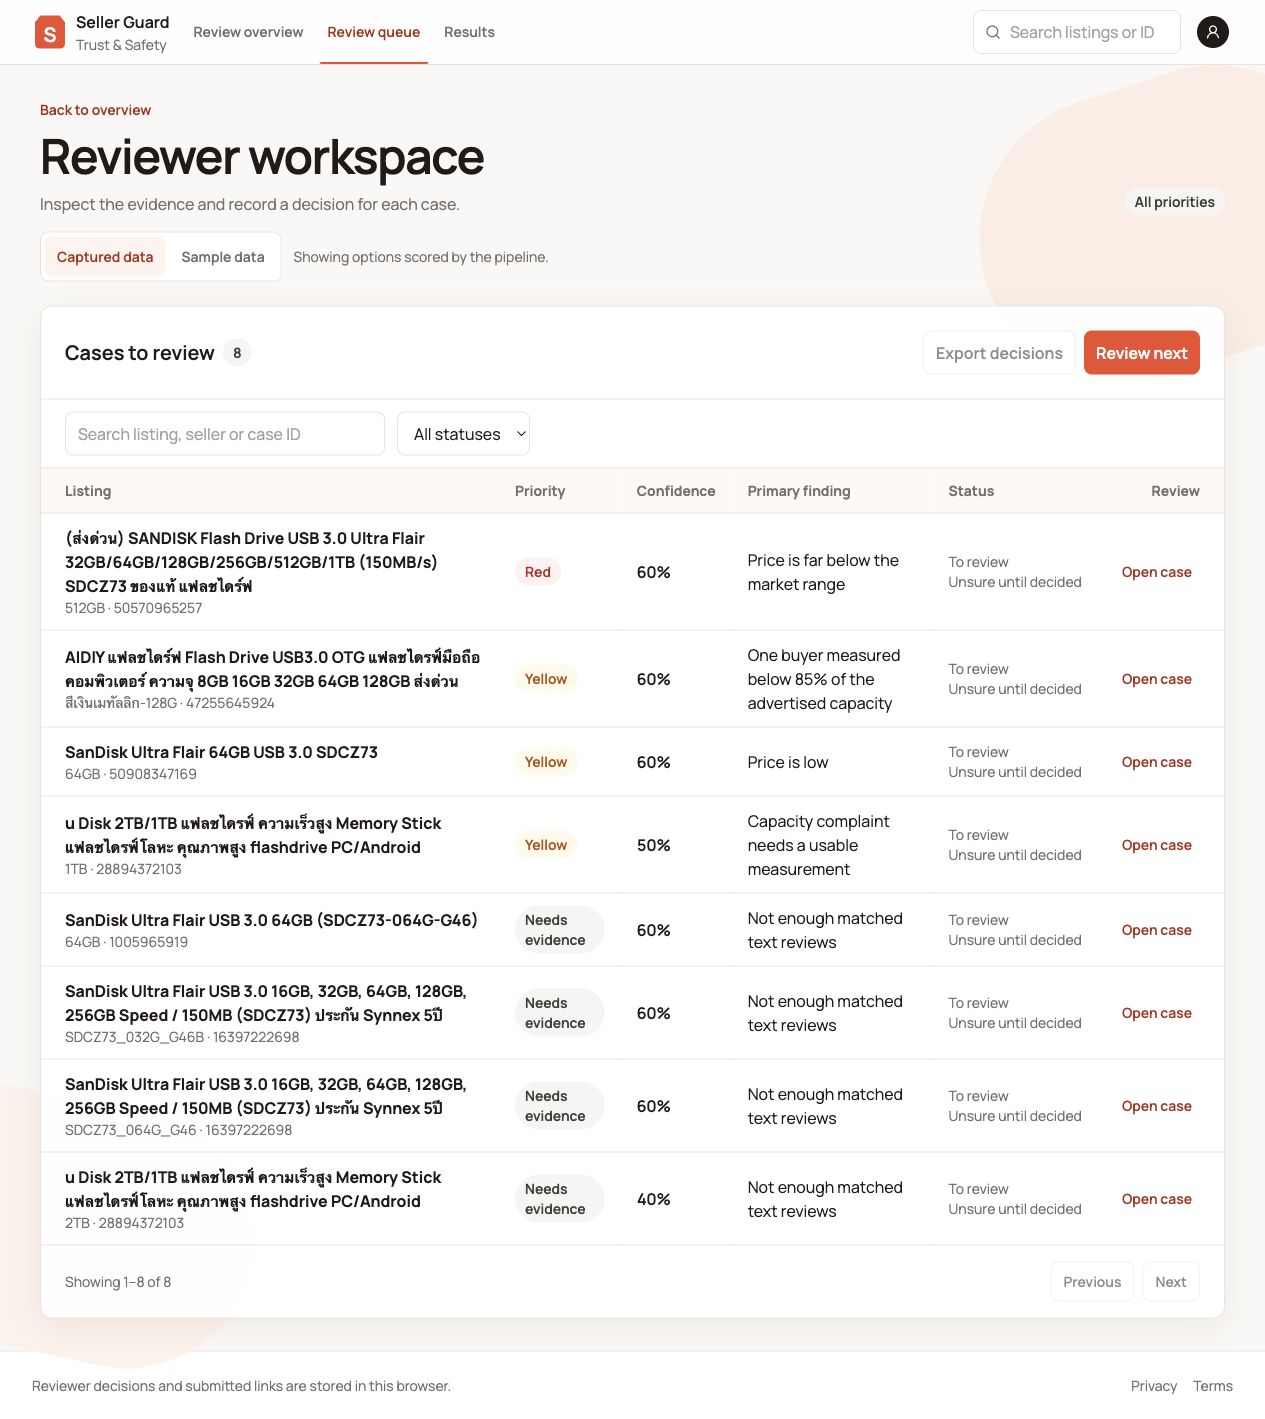 Seller Guard
Trust & Safety
Review overview
Review queue
Results
Search listings or ID
Back to overview
Reviewer workspace
Inspect the evidence and record a decision for each case.
All priorities
Captured data
Sample data
Showing options scored by the pipeline.
Cases to review 8
Export decisions
Review next
Search listing, seller or case ID
All statuses
Listing
Priority
Confidence
Primary finding
Status
Review
(ส่งด่วน) SANDISK Flash Drive USB 3.0 Ultra Flair
32GB/64GB/128GB/256GB/512GB/1TB (150MB/s)
SDCZ73 ของแท้ แฟลชไดร์ฟ
512GB · 50570965257
Red
60%
Price is far below the
market range
To review
Unsure until decided
Open case
AIDIY แฟลชไดร์ฟ Flash Drive USB3.0 OTG แฟลชไดรฟ์มือถือ
คอมพิวเตอร์ ความจุ 8GB 16GB 32GB 64GB 128GB ส่งด่วน
สีเงินเมทัลลิก-128G · 47255645924
Yellow
60%
One buyer measured
below 85% of the
advertised capacity
To review
Unsure until decided
Open case
SanDisk Ultra Flair 64GB USB 3.0 SDCZ73
64GB · 50908347169
Yellow
60%
Price is low
To review
Unsure until decided
Open case
u Disk 2TB/1TB แฟลชไดรฟ์ ความเร็วสูง Memory Stick
แฟลชไดรฟ์โลหะ คุณภาพสูง flashdrive PC/Android
1TB · 28894372103
Yellow
50%
Capacity complaint
needs a usable
measurement
To review
Unsure until decided
Open case
SanDisk Ultra Flair USB 3.0 64GB (SDCZ73-064G-G46)
64GB · 1005965919
Needs
evidence
60%
Not enough matched
text reviews
To review
Unsure until decided
Open case
SanDisk Ultra Flair USB 3.0 16GB, 32GB, 64GB, 128GB,
256GB Speed / 150MB (SDCZ73) ประกัน Synnex 5ปี
SDCZ73_032G_G46B · 16397222698
Needs
evidence
60%
Not enough matched
text reviews
To review
Unsure until decided
Open case
SanDisk Ultra Flair USB 3.0 16GB, 32GB, 64GB, 128GB,
256GB Speed / 150MB (SDCZ73) ประกัน Synnex 5ปี
SDCZ73_064G_G46 · 16397222698
Needs
evidence
60%
Not enough matched
text reviews
To review
Unsure until decided
Open case
u Disk 2TB/1TB แฟลชไดรฟ์ ความเร็วสูง Memory Stick
แฟลชไดรฟ์โลหะ คุณภาพสูง flashdrive PC/Android
2TB · 28894372103
Needs
evidence
40%
Not enough matched
text reviews
To review
Unsure until decided
Open case
Showing 1–8 of 8
Previous
Next
Reviewer decisions and submitted links are stored in this browser.
Privacy
Terms